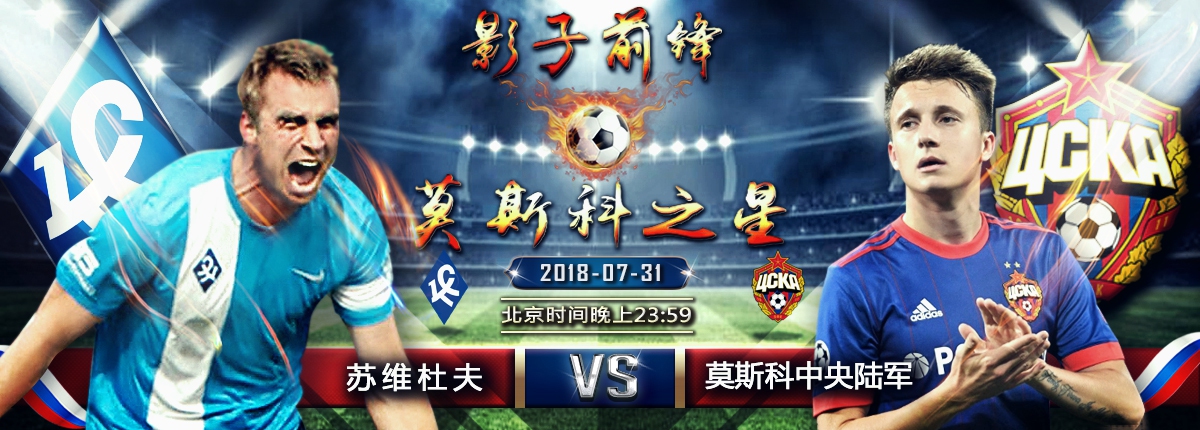 影子前锋
莫斯科之星
ЦСКА
2018-07-31
ЦСКА
北京时间晚上23:59
adidas
苏维杜夫
VS
莫斯科中央陆军